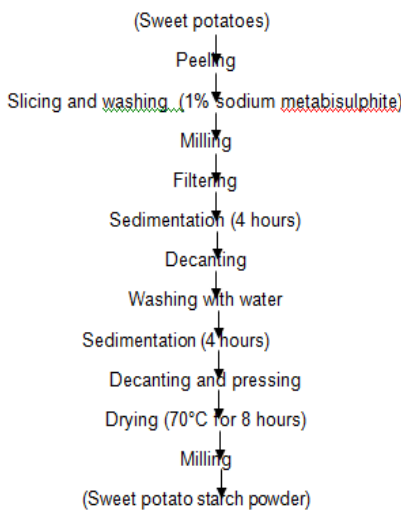 (Sweet potatoes)
Peeling
Slicing and washing (1% sodium metabisulphite)
Milling
Filtering
Sedimentation (4 hours)
Decanting
Washing with water
Sedimentation (4 hours)
Decanting and pressing
Drying (70°C for 8 hours)
Milling
(Sweet potato starch powder)